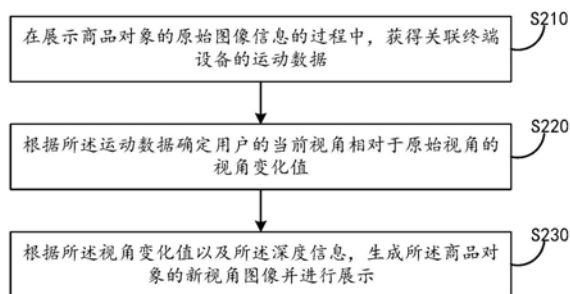 S210
在展示商品对象的原始图像信息的过程中，获得关联终端
设备的运动数据
S220
根据所述运动数据确定用户的当前视角相对于原始视角的
视角变化值
S230
根据所述视角变化值以及所述深度信息，生成所述商品对
象的新视角图像并进行展示